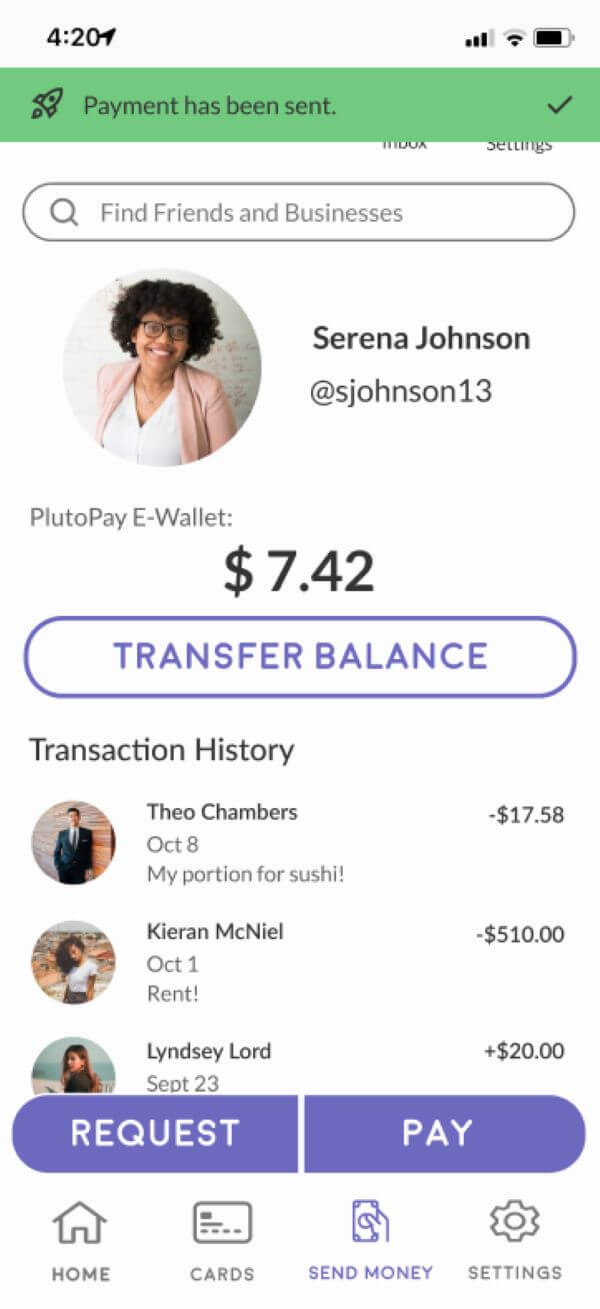 4:20
Payment has been sent.
Inbox Settings
Find Friends and Businesses
Serena Johnson
@sjohnson13
PlutoPay E-Wallet:
$ 7.42
TRANSFER BALANCE
Transaction History
Theo Chambers -$17.58
Oct 8
My portion for sushi!
Kieran McNiel -$510.00
Oct 1
Rent!
Lyndsey Lord +$20.00
Sept 23
REQUEST PAY
HOME CARDS SEND MONEY SETTINGS